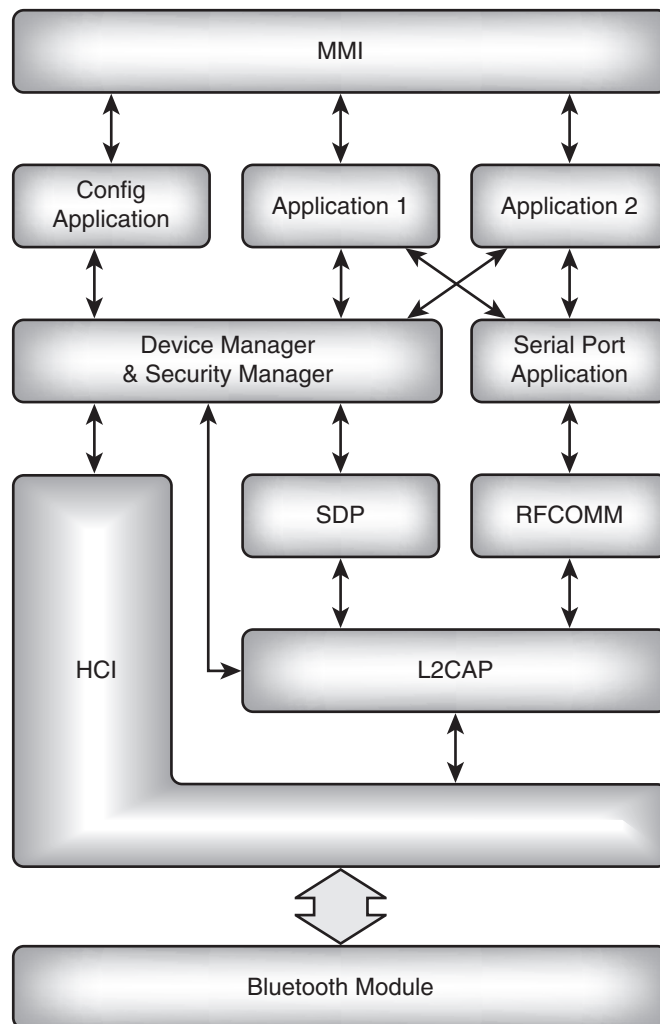 MMI
Config
Application
Application 1
Application 2
Device Manager
& Security Manager
Serial Port
Application
SDP
RFCOMM
HCI
L2CAP
Bluetooth Module